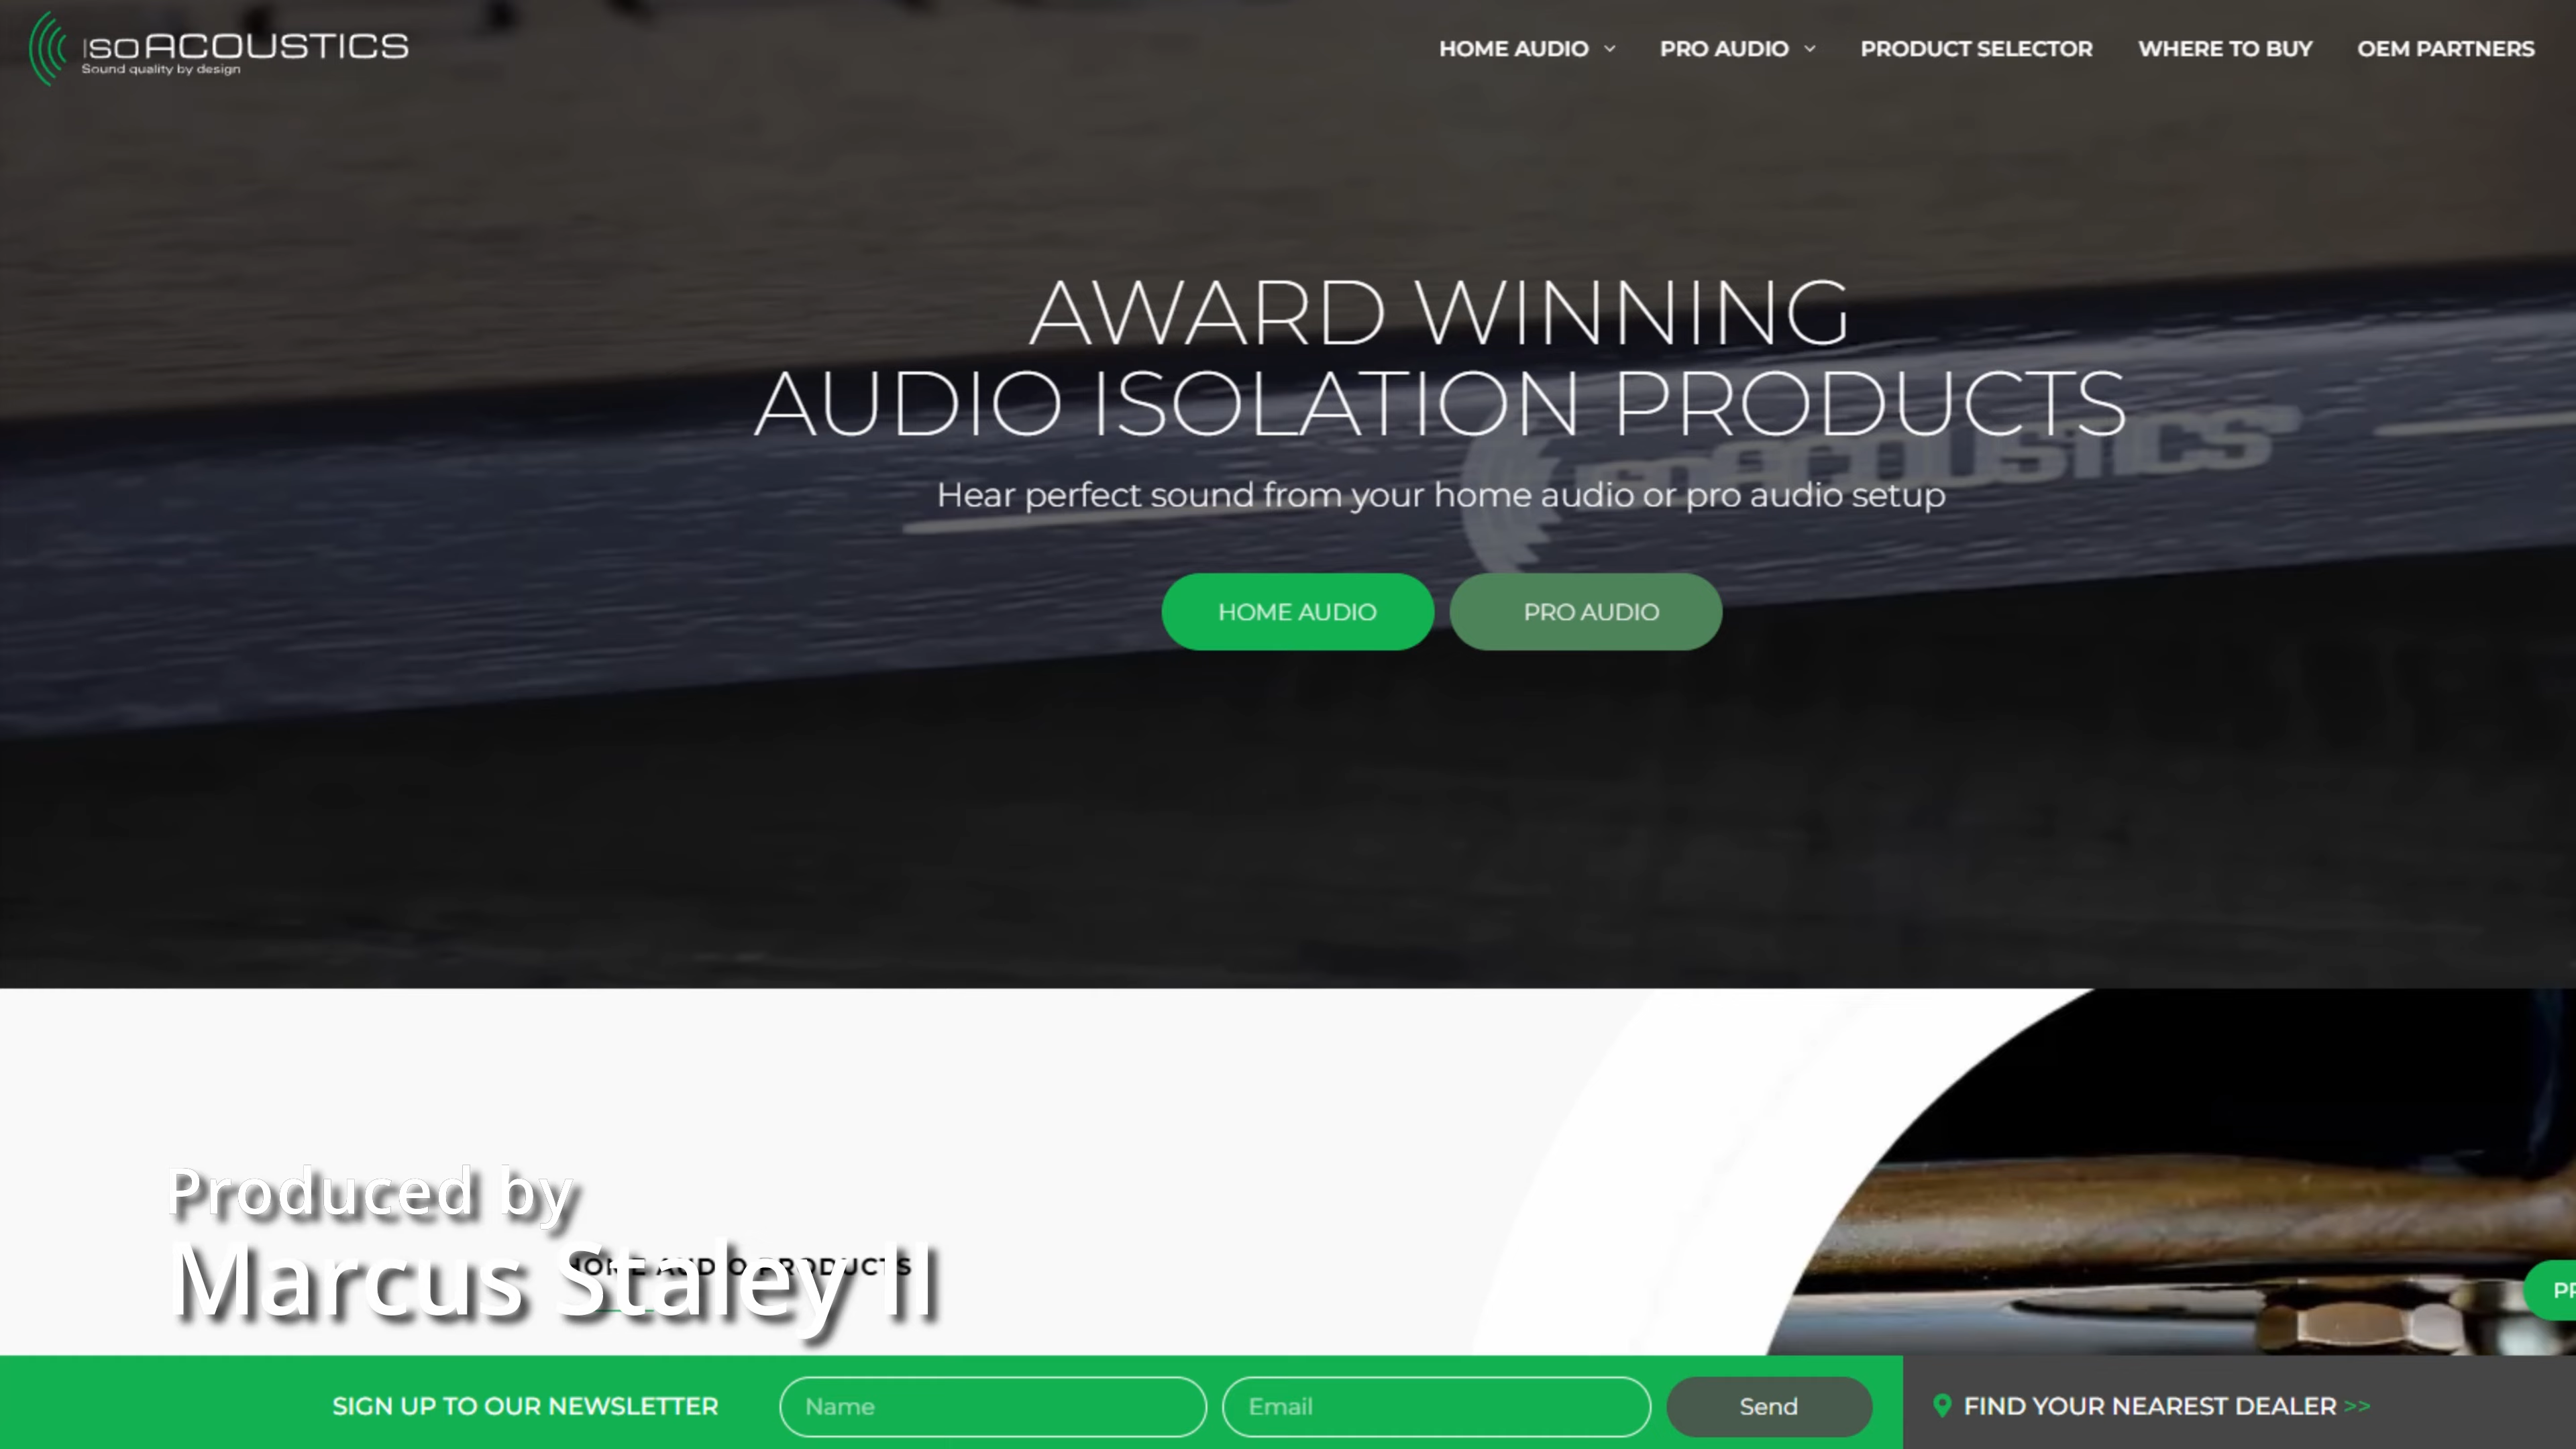 isoACOUSTICS
Sound quality by design
HOME AUDIO
PRO AUDIO
PRODUCT SELECTOR
WHERE TO BUY
OEM PARTNERS
AWARD WINNING
AUDIO ISOLATION PRODUCTS
isoACOUSTICS
Hear perfect sound from your home audio or pro audio setup
HOME AUDIO
PRO AUDIO
Produced by
HOME AUDIO PRODUCTS
Marcus Staley II
SIGN UP TO OUR NEWSLETTER
Name
Email
Send
FIND YOUR NEAREST DEALER >>